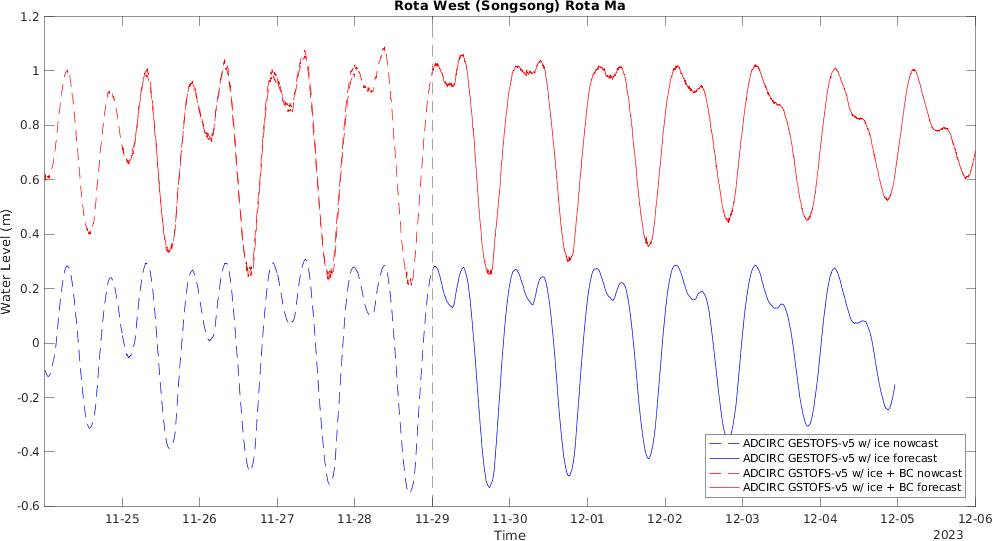 Rota West (Songsong) Rota Ma
1.2
1
0.8
0.6
0.4
0.2
0
-0.2
-0.4
-0.6
Water Level (m)
ADCIRC GESTOFS-v5 w/ ice nowcast
ADCIRC GESTOFS-v5 w/ ice forecast
ADCIRC GSTOFS-v5 w/ ice + BC nowcast
ADCIRC GSTOFS-v5 w/ ice + BC forecast
11-25 11-26 11-27 11-28 11-29 11-30 12-01 12-02 12-03 12-04 12-05 12-06
Time
2023